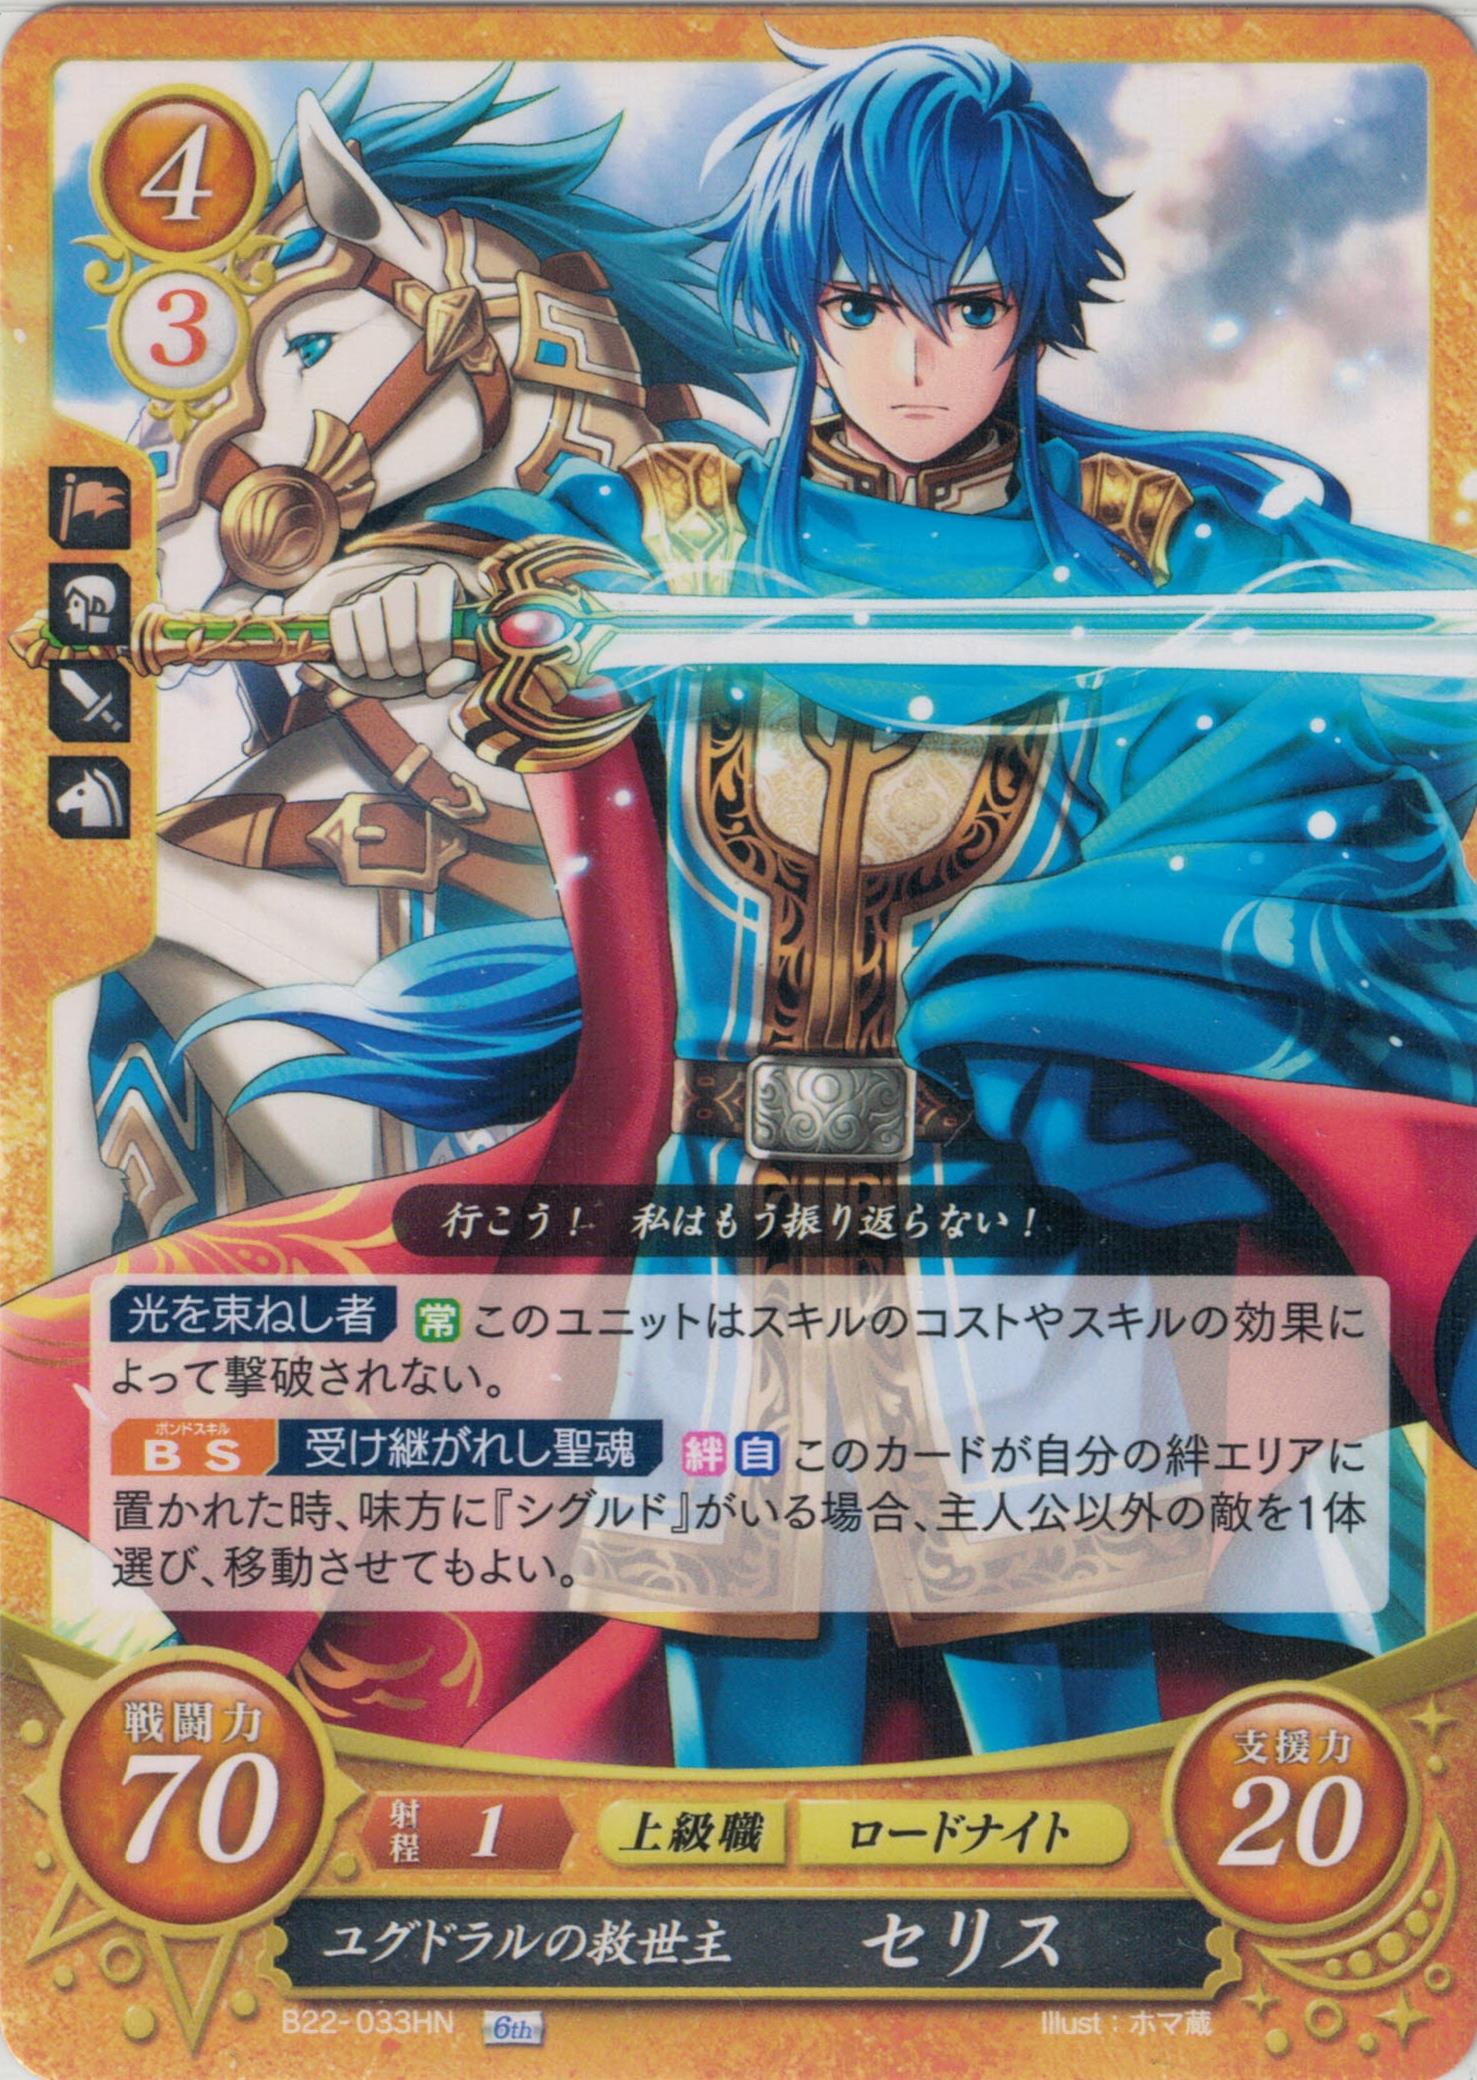 4
3
行こう！　私はもう振り返らない！
光を束ねし者 常 このユニットはスキルのコストやスキルの効果に
よって撃破されない。
ボンドスキル
BS 受け継がれし聖魂 絆 自 このカードが自分の絆エリアに
置かれた時、味方に『シグルド』がいる場合、主人公以外の敵を1体
選び、移動させてもよい。
戦闘力
70
射程 1
上級職 ロードナイト
支援力
20
ユグドラルの救世主　セリス
B22-033HN 6th Illust：ホマ蔵